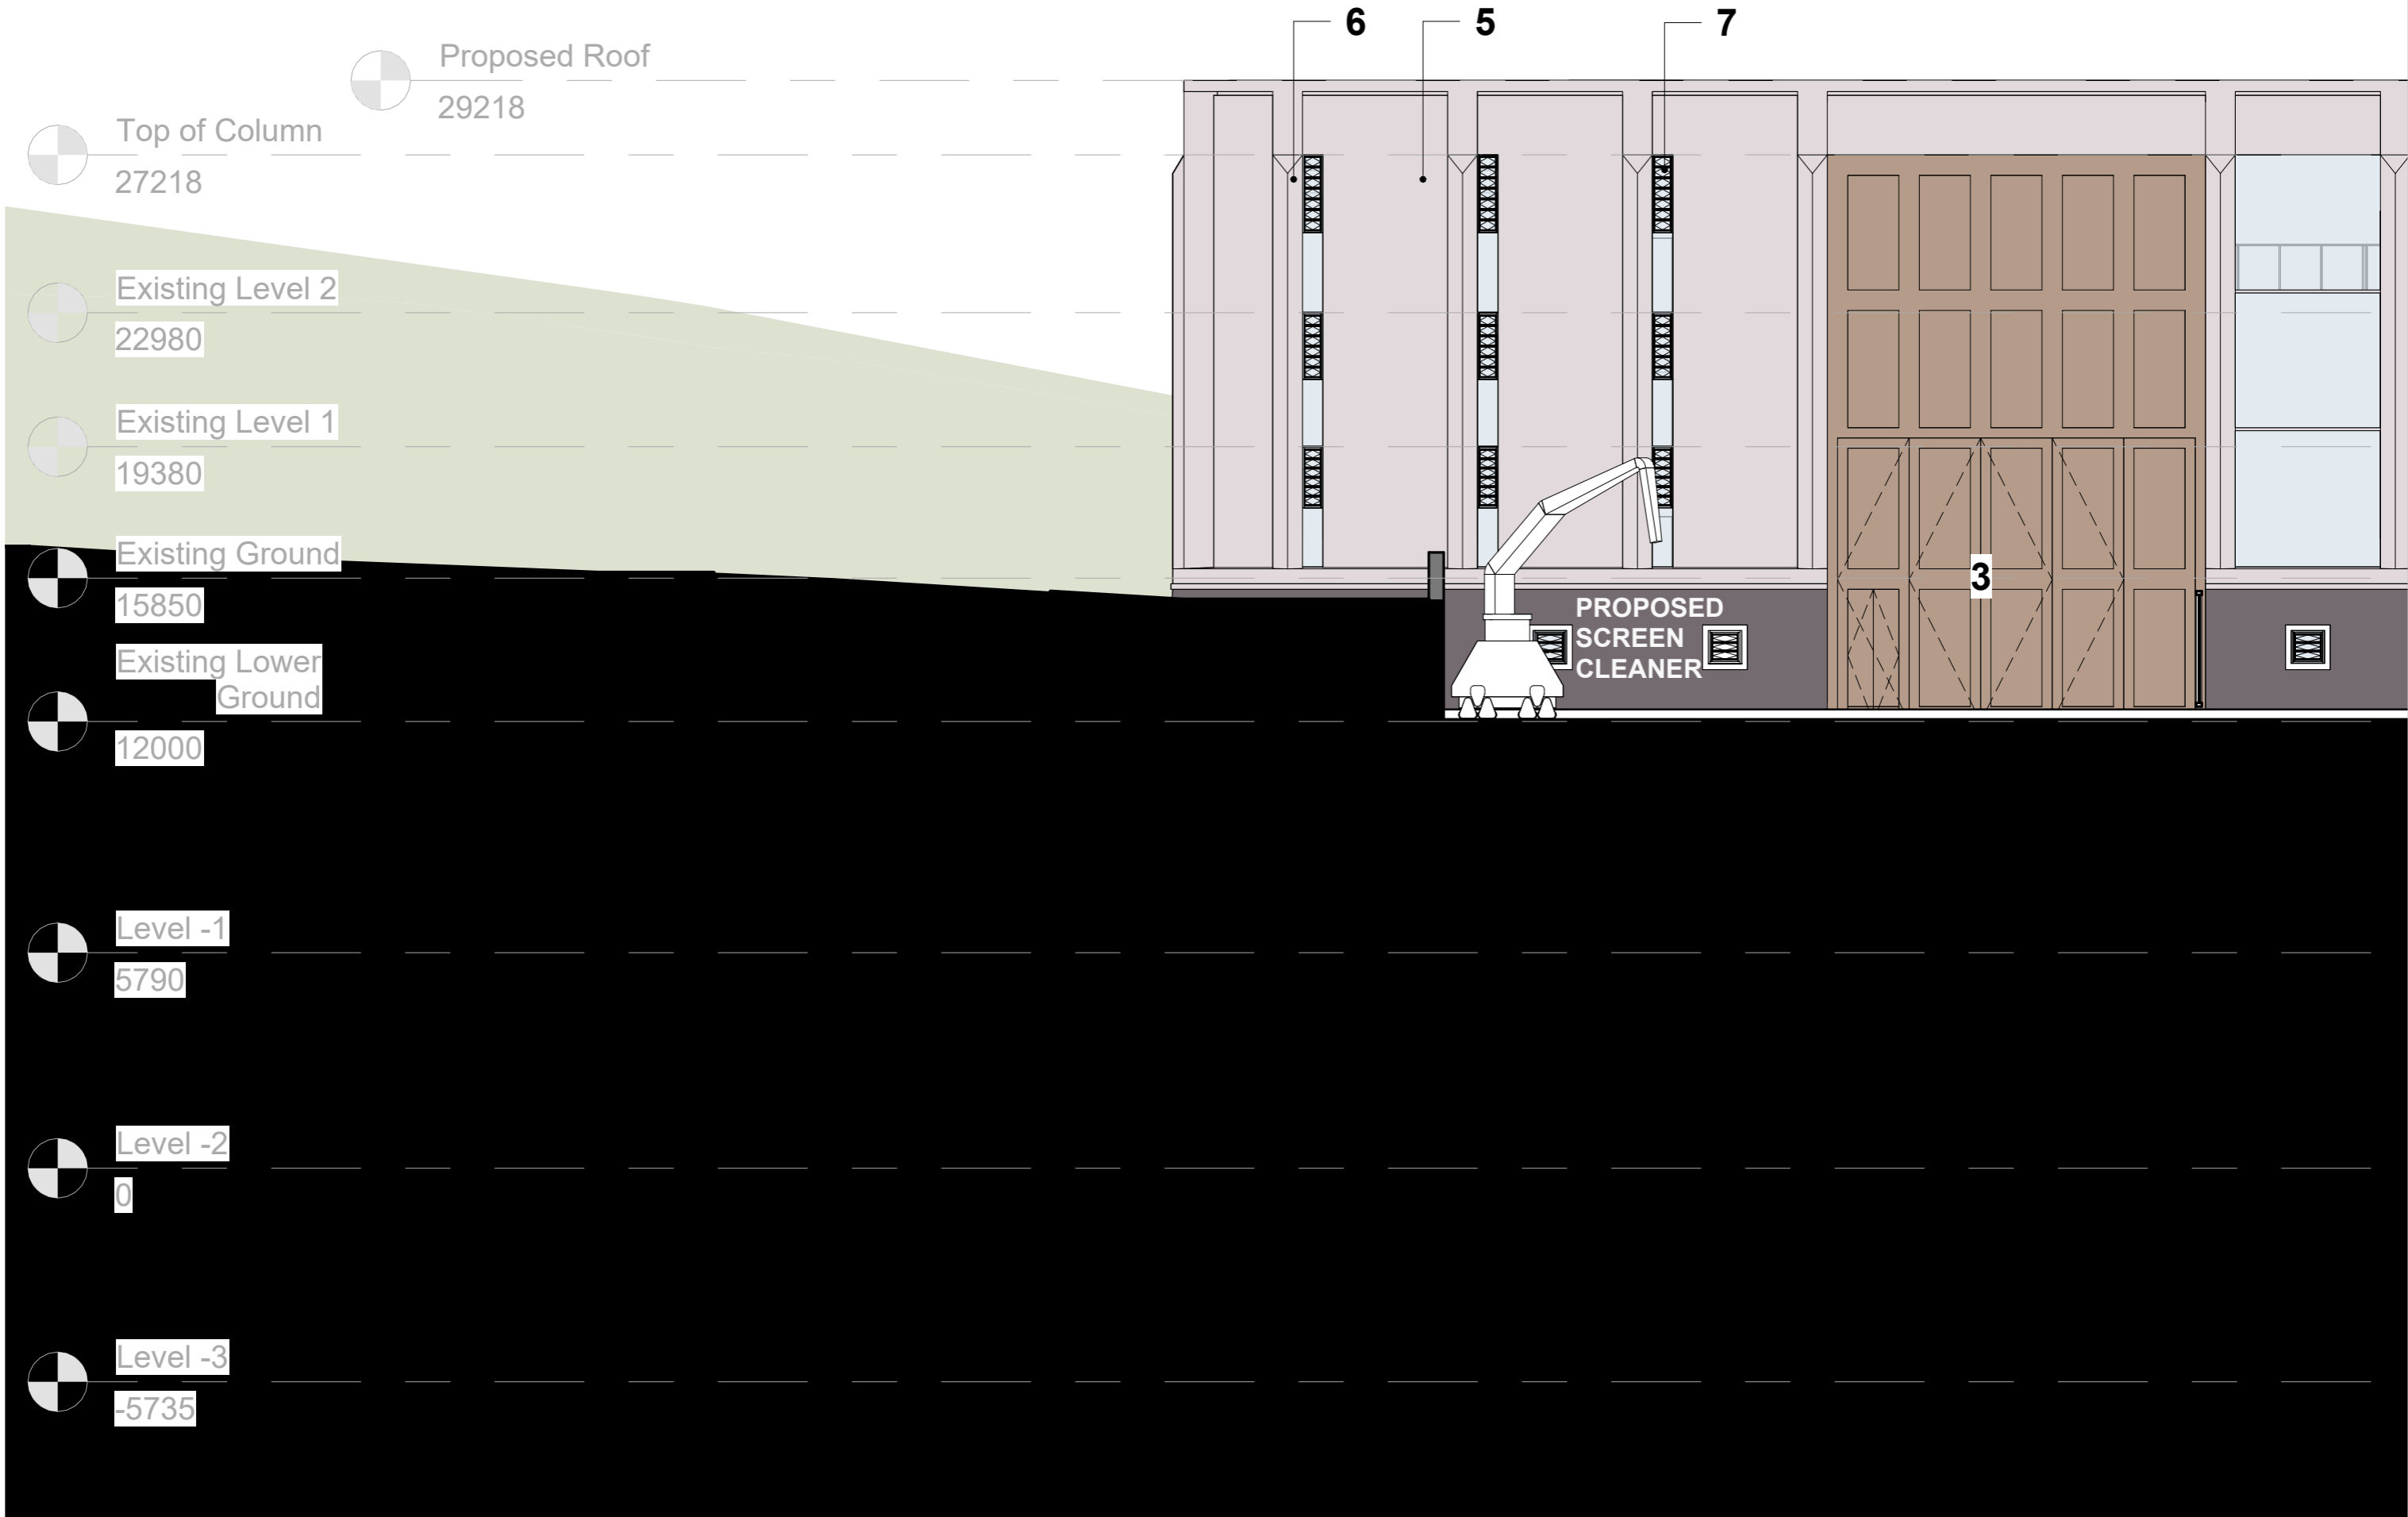 6
5
7
Proposed Roof
29218
Top of Column
27218
Existing Level 2
22980
Existing Level 1
19380
Existing Ground
15850
3
PROPOSED
SCREEN
CLEANER
Existing Lower
Ground
12000
Level -1
5790
Level -2
0
Level -3
-5735